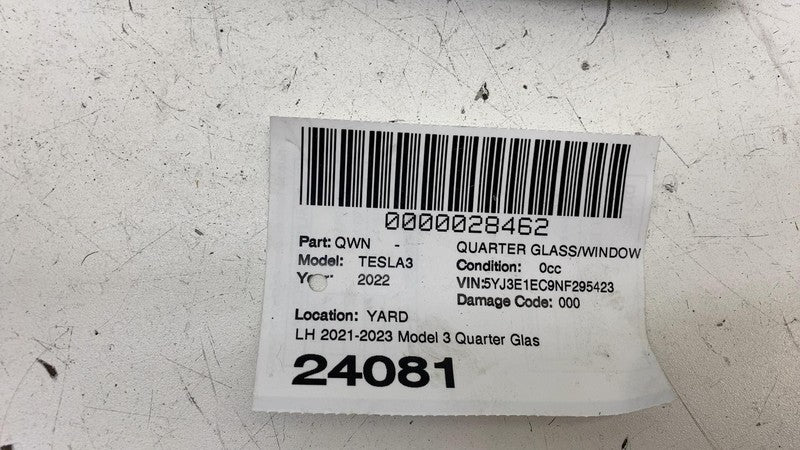 0000028462
Part: QWN - QUARTER GLASS/WINDOW
Model: TESLA3 Condition: 0cc
Year: 2022 VIN:5YJ3E1EC9NF295423
Damage Code: 000
Location: YARD
LH 2021-2023 Model 3 Quarter Glas
24081